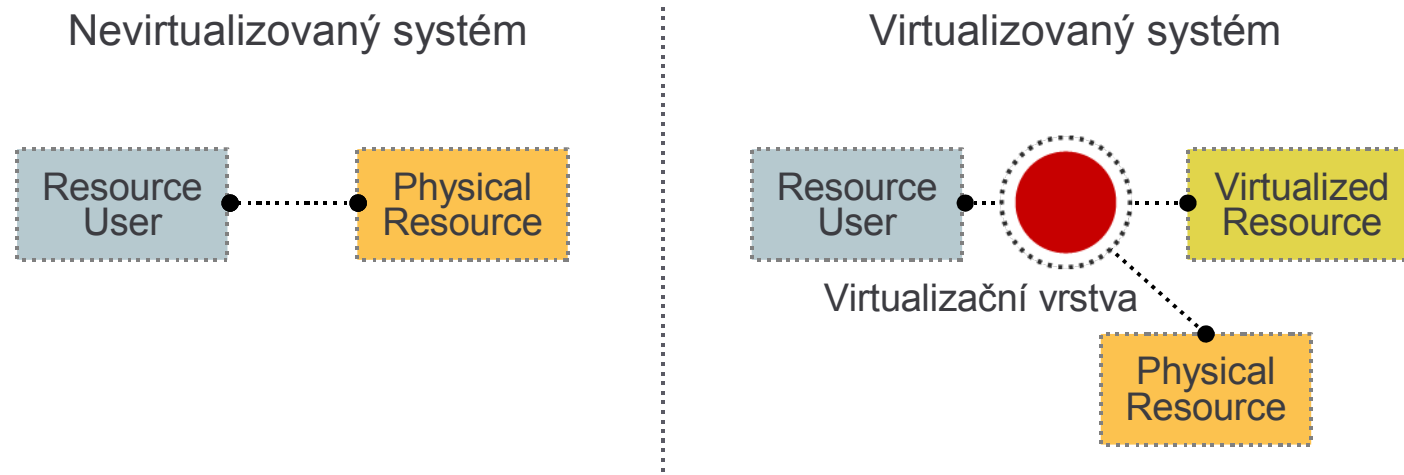 Nevirtualizovaný systém
Resource
User
Physical
Resource
Virtualizovaný systém
Resource
User
Virtualized
Resource
Virtualizační vrstva
Physical
Resource